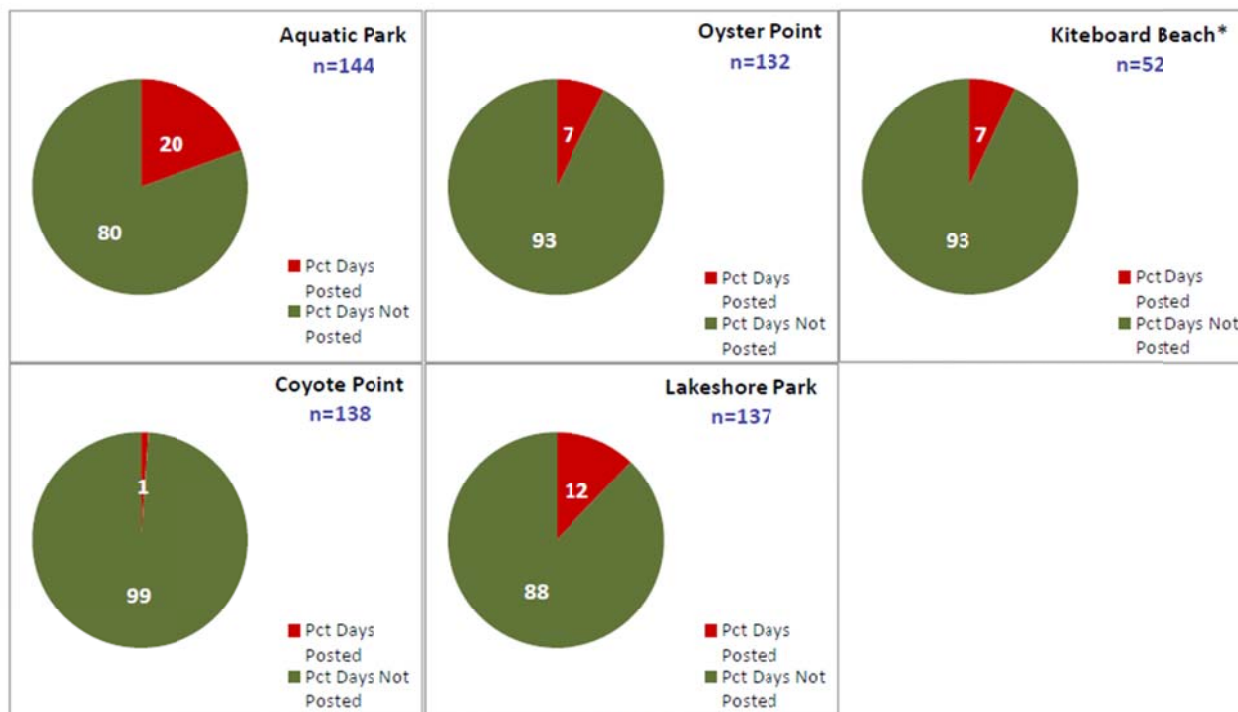 Aquatic Park
n=144
20
80
Pct Days
Posted
Pct Days Not
Posted
Oyster Point
n=132
7
93
Pct Days
Posted
Pct Days Not
Posted
Kiteboard Beach*
n=52
7
93
Pct Days
Posted
Pct Days Not
Posted
Coyote Point
n=138
1
99
Pct Days
Posted
Pct Days Not
Posted
Lakeshore Park
n=137
12
88
Pct Days
Posted
Pct Days Not
Posted